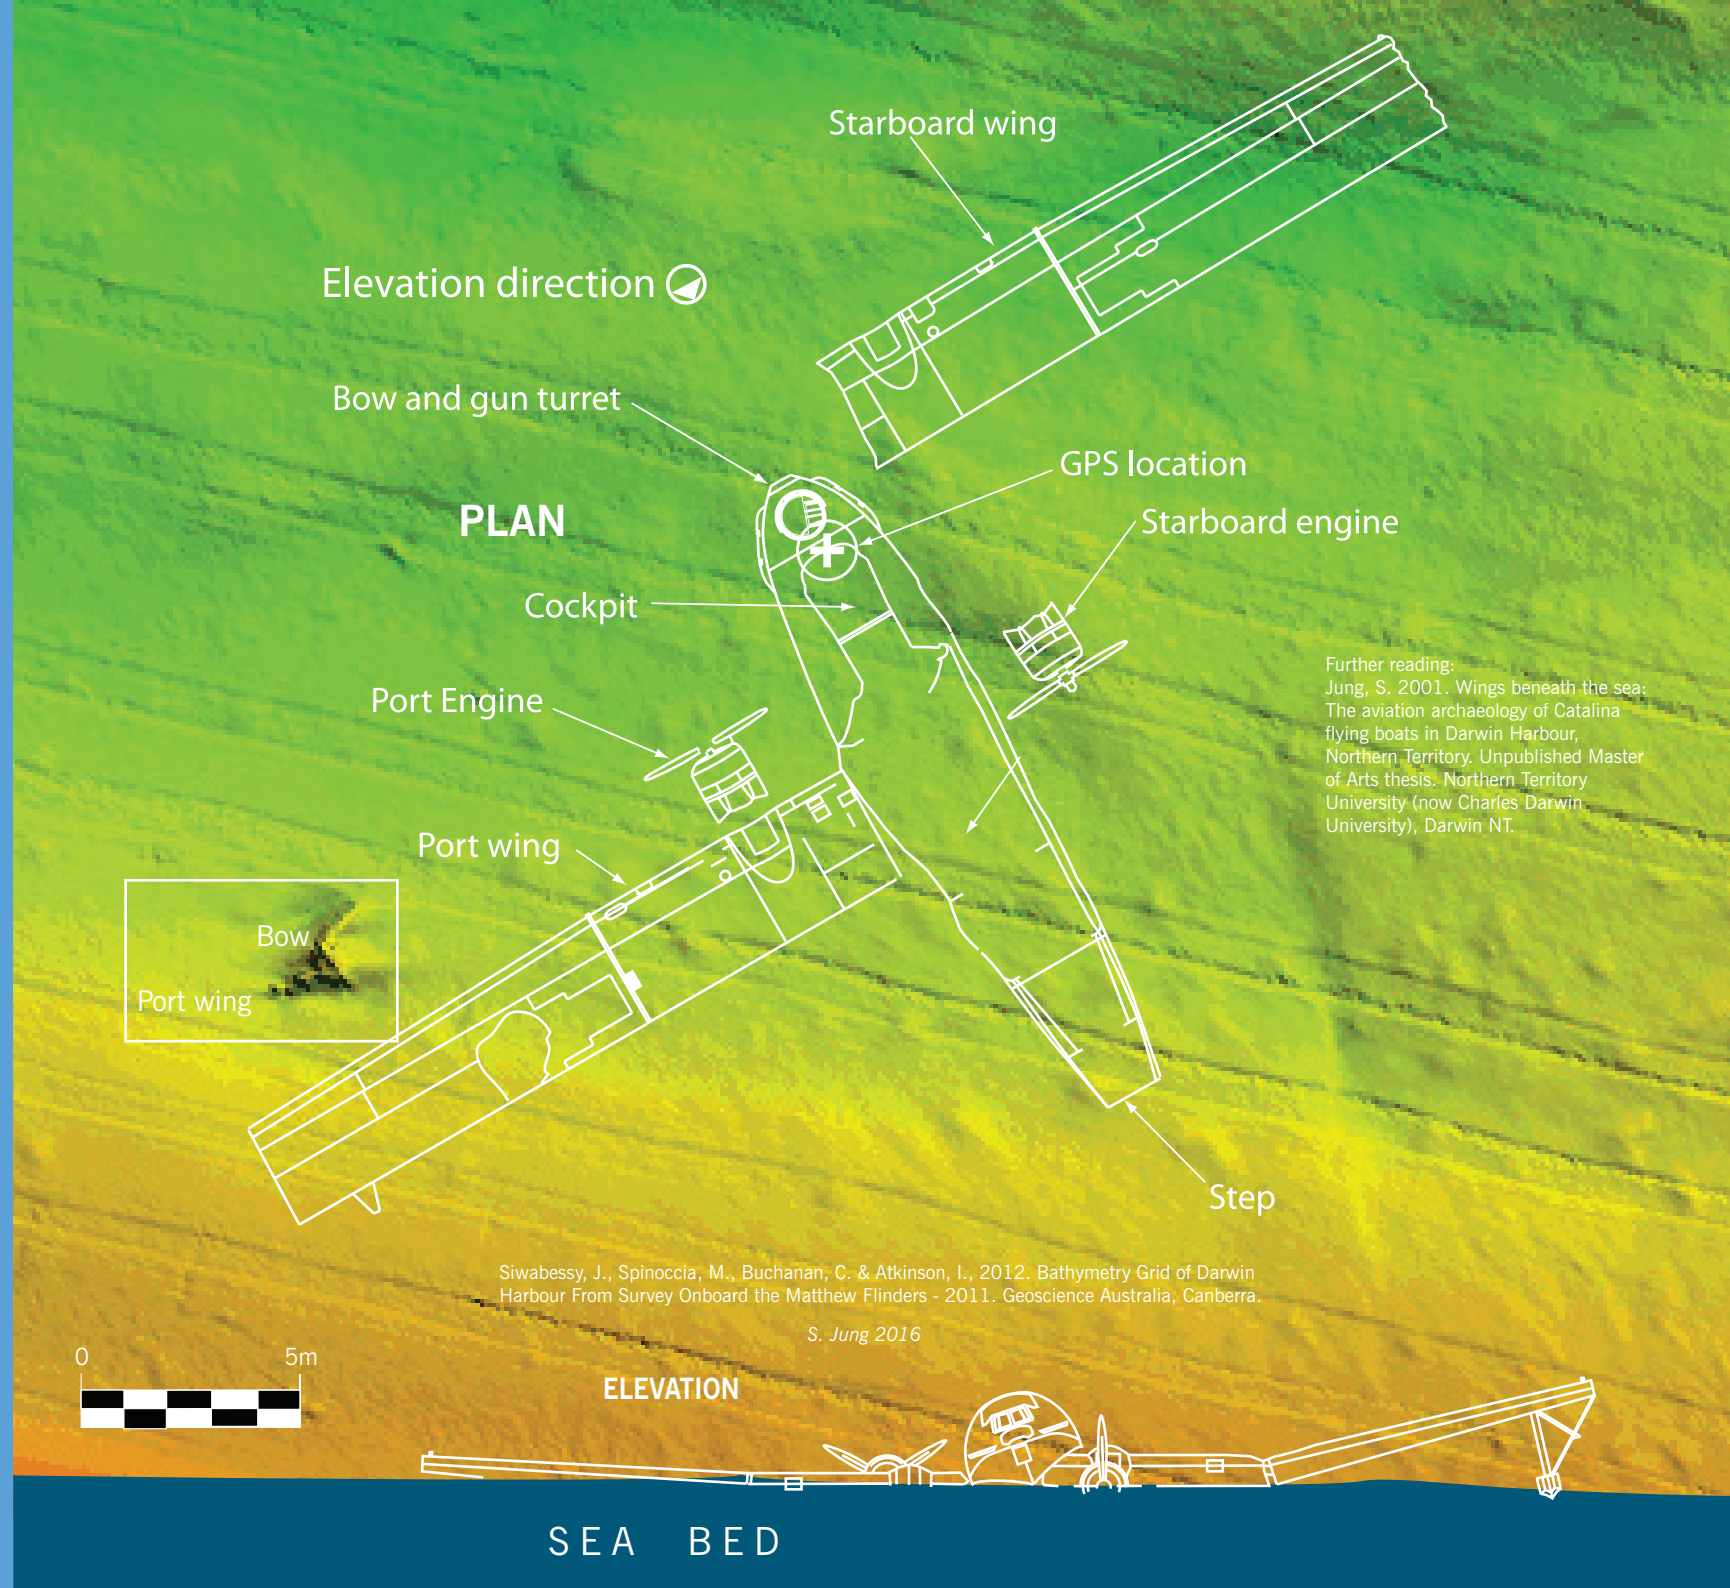 Starboard wing
Elevation direction
Bow and gun turret
GPS location
PLAN
Starboard engine
Cockpit
Further reading:
Jung, S. 2001. Wings beneath the sea:
The aviation archaeology of Catalina
flying boats in Darwin Harbour,
Northern Territory. Unpublished Master
of Arts thesis. Northern Territory
University (now Charles Darwin
University), Darwin NT.
Port Engine
Port wing
Bow
Port wing
Step
Siwabessy, J., Spinoccia, M., Buchanan, C. & Atkinson, I., 2012. Bathymetry Grid of Darwin
Harbour From Survey Onboard the Matthew Flinders - 2011. Geoscience Australia, Canberra.
S. Jung 2016
0 5m
ELEVATION
SEA BED